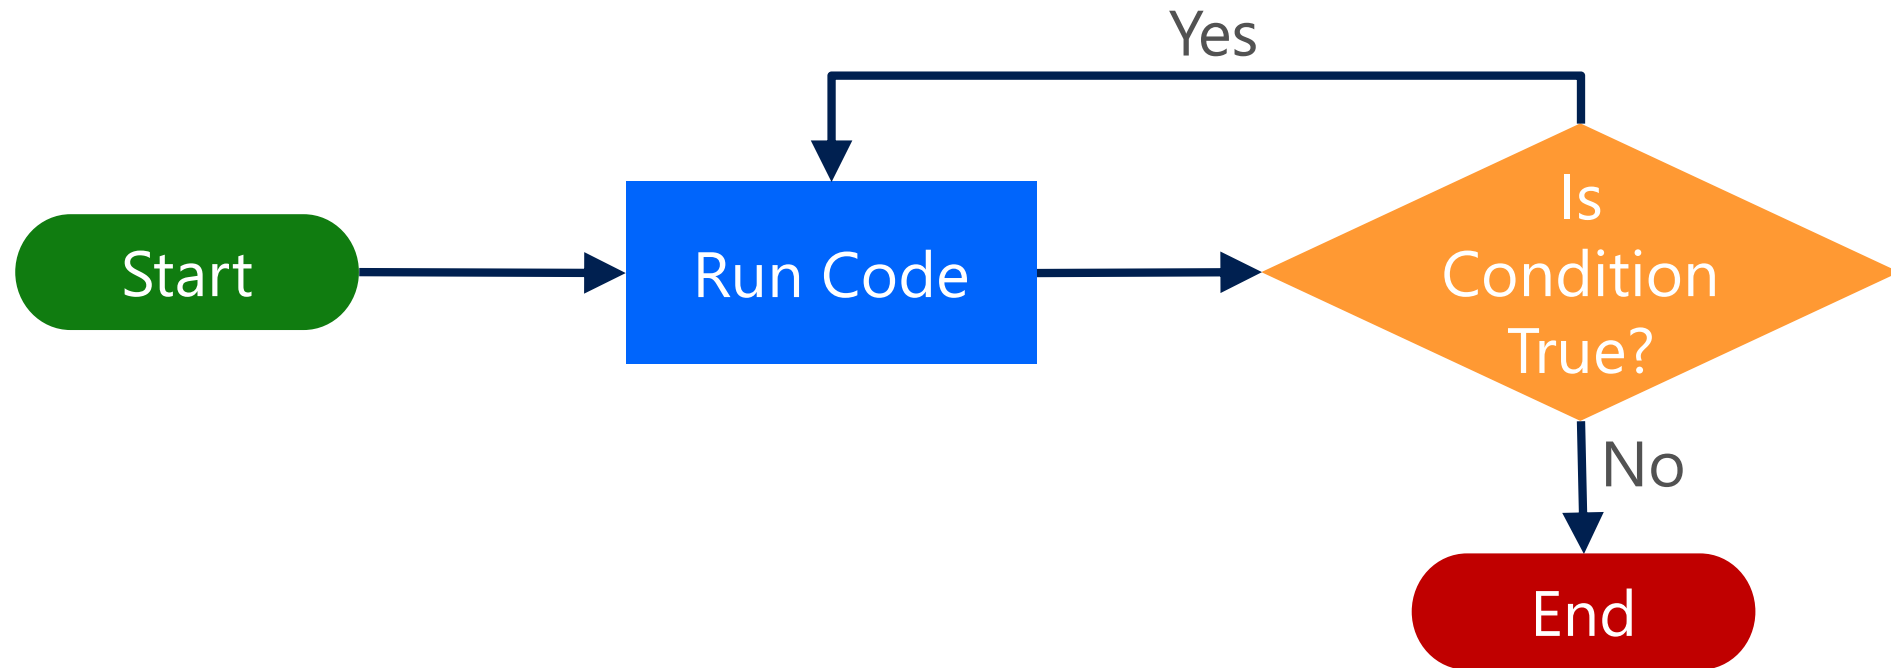 Yes
Start
Run Code
Is
Condition
True?
No
End